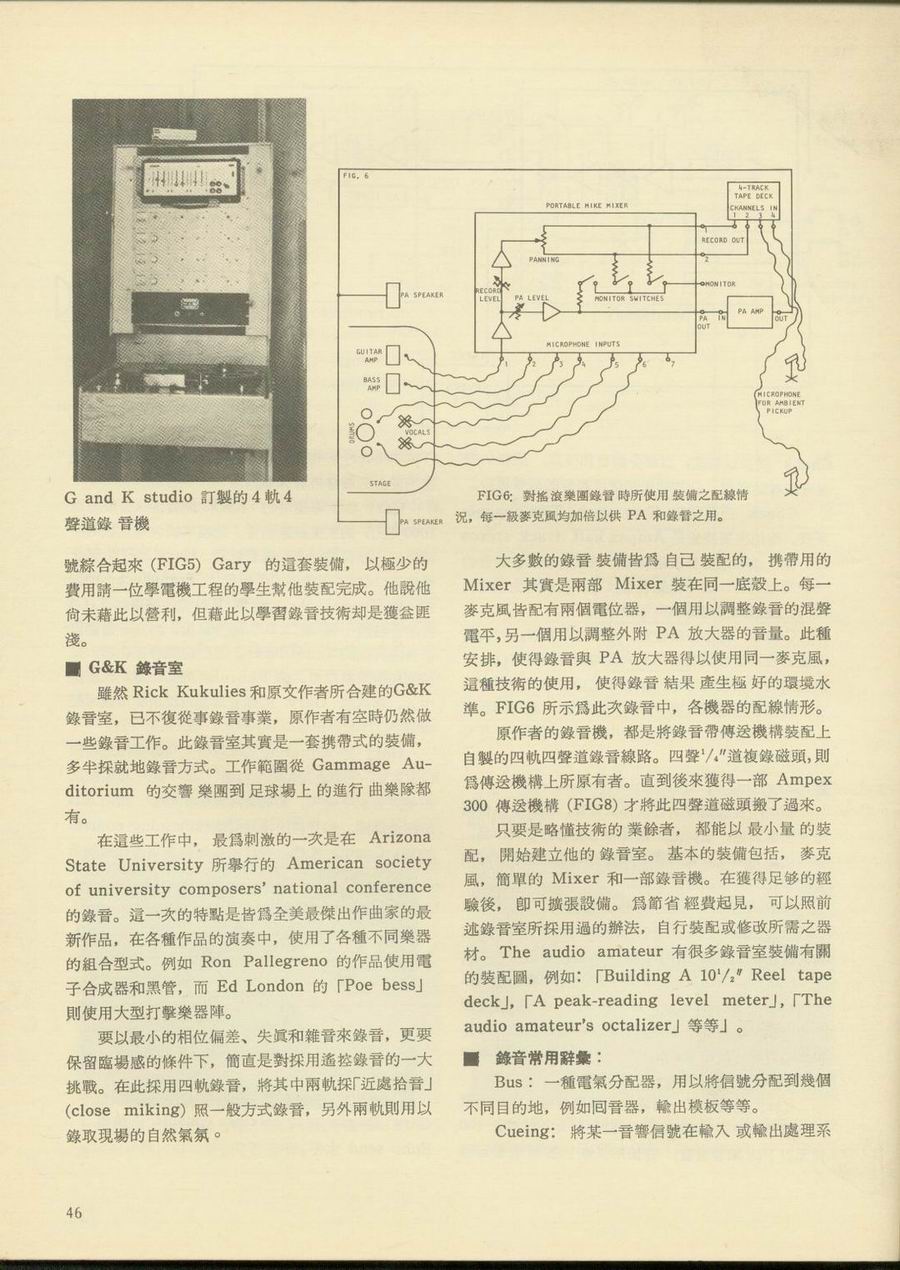 FIG. 6
4-TRACK
TAPE DECK
CHANNELS IN
1 2 3 4
PORTABLE MIKE MIXER
1
RECORD OUT
2
PANNING
MONITOR
RECORD
LEVEL
PA LEVEL
MONITOR SWITCHES
PA SPEAKER
PA AMP
PA
OUT
IN
OUT
MICROPHONE INPUTS
1 2 3 4 5 6 7
GUITAR
AMP
BASS
AMP
MICROPHONE
FOR AMBIENT
PICKUP
DRUMS
VOCALS
STAGE
PA SPEAKER
G and K studio 訂製的4軌4
聲道錄音機
FIG6: 對搖滾樂團錄音時所使用裝備之配線情
況，每一級麥克風均加倍以供 PA 和錄音之用。
號綜合起來 (FIG5) Gary 的這套裝備，以極少的
費用請一位學電機工程的學生幫他裝配完成。他說他
尙未藉此以營利，但藉此以學習錄音技術却是獲益匪
淺。
■ G&K 錄音室
雖然 Rick Kukulies 和原文作者所合建的G&K
錄音室，已不復從事錄音事業，原作者有空時仍然做
一些錄音工作。此錄音室其實是一套携帶式的裝備，
多半採就地錄音方式。工作範圍從 Gammage Au-
ditorium 的交響樂團到足球場上的進行曲樂隊都
有。
在這些工作中，最爲刺激的一次是在 Arizona
State University 所擧行的 American society
of university composers' national conference
的錄音。這一次的特點是皆爲全美最傑出作曲家的最
新作品，在各種作品的演奏中，使用了各種不同樂器
的組合型式。例如 Ron Pallegreno 的作品使用電
子合成器和黑管，而 Ed London 的「Poe bess」
則使用大型打擊樂器陣。
要以最小的相位偏差、失眞和雜音來錄音，更要
保留臨場感的條件下，簡直是對採用遙控錄音的一大
挑戰。在此採用四軌錄音，將其中兩軌採「近處拾音」
(close miking) 照一般方式錄音，另外兩軌則用以
錄取現場的自然氣氛。
大多數的錄音裝備皆爲自己裝配的，携帶用的
Mixer 其實是兩部 Mixer 裝在同一底殼上。每一
麥克風皆配有兩個電位器，一個用以調整錄音的混聲
電平，另一個用以調整外附 PA 放大器的音量。此種
安排，使得錄音與 PA 放大器得以使用同一麥克風，
這種技術的使用，使得錄音結果產生極好的環境水
準。FIG6 所示爲此次錄音中，各機器的配線情形。
原作者的錄音機，都是將錄音帶傳送機構裝配上
自製的四軌四聲道錄音線路。四聲¹/₄″道複錄磁頭，則
爲傳送機構上所原有者。直到後來獲得一部 Ampex
300 傳送機構 (FIG8) 才將此四聲道磁頭搬了過來。
只要是略懂技術的業餘者，都能以最小量的裝
配，開始建立他的錄音室。基本的裝備包括，麥克
風，簡單的 Mixer 和一部錄音機。在獲得足够的經
驗後，卽可擴張設備。爲節省經費起見，可以照前
述錄音室所採用過的辦法，自行裝配或修改所需之器
材。The audio amateur 有很多錄音室裝備有關
的裝配圖，例如：「Building A 10¹/₂″ Reel tape
deck」，「A peak-reading level meter」，「The
audio amateur's octalizer」等等」。
■ 錄音常用辭彙：
Bus：一種電氣分配器，用以將信號分配到幾個
不同目的地，例如囘音器，輸出模板等等。
Cueing: 將某一音響信號在輸入或輸出處理系
46